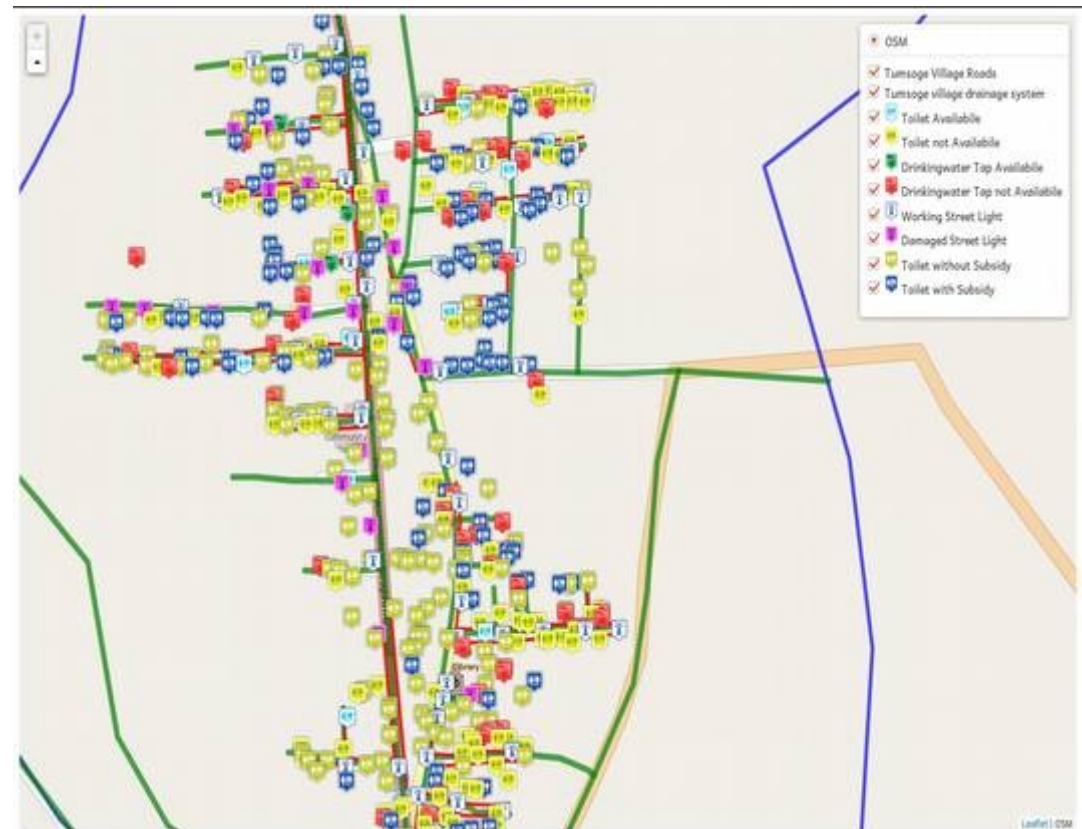 OSM
Tumsoge Village Roads
Tumsoge village drainage system
Toilet Availabile
Toilet not Availabile
Drinkingwater Tap Availabile
Drinkingwater Tap not Availabile
Working Street Light
Damaged Street Light
Toilet without Subsidy
Toilet with Subsidy
Library
Leaflet | OSM